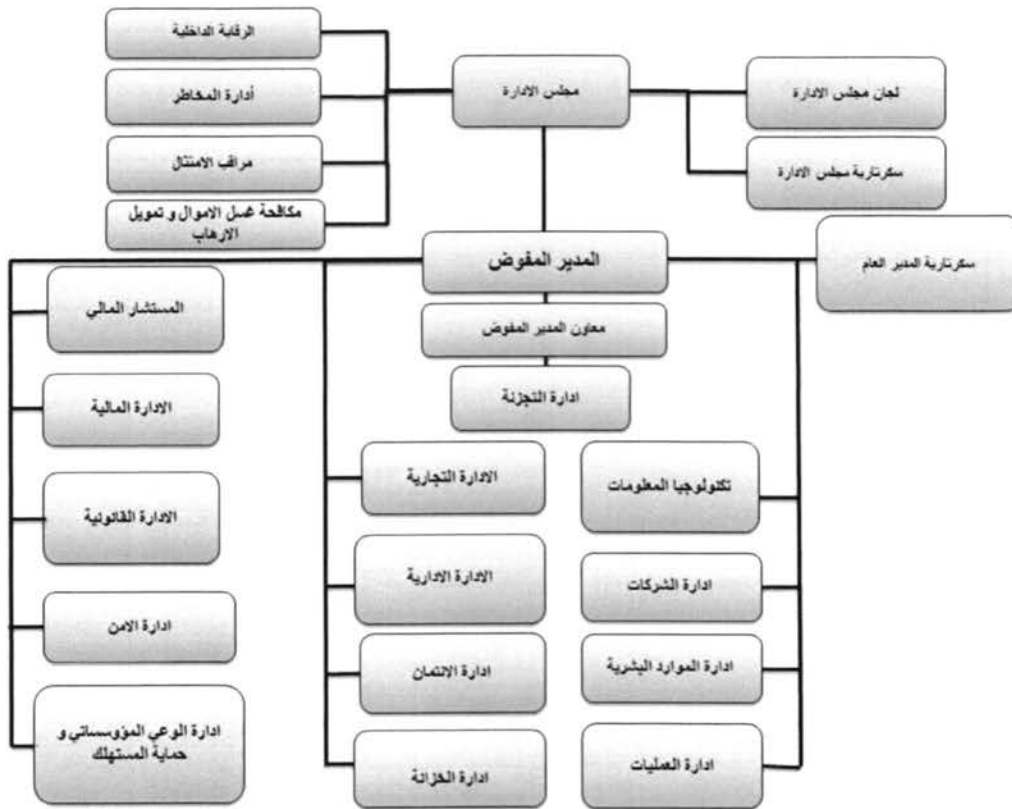 الرقابة الداخلية
أدارة المخاطر
مراقب الامتثال
مكافحة غسل الاموال و تمويل
الارهاب
مجلس الادارة
لجان مجلس الادارة
سكرتارية مجلس الادارة
المدير المفوض
سكرتارية المدير العام
معاون المدير المفوض
ادارة التجزئة
المستشار المالي
الادارة المالية
الادارة القانونية
ادارة الامن
ادارة الوعي المؤوسساتي و
حماية المستهلك
الادارة التجارية
الادارة الادارية
ادارة الائتمان
ادارة الخزانة
تكنولوجيا المعلومات
ادارة الشركات
ادارة الموارد البشرية
ادارة العمليات